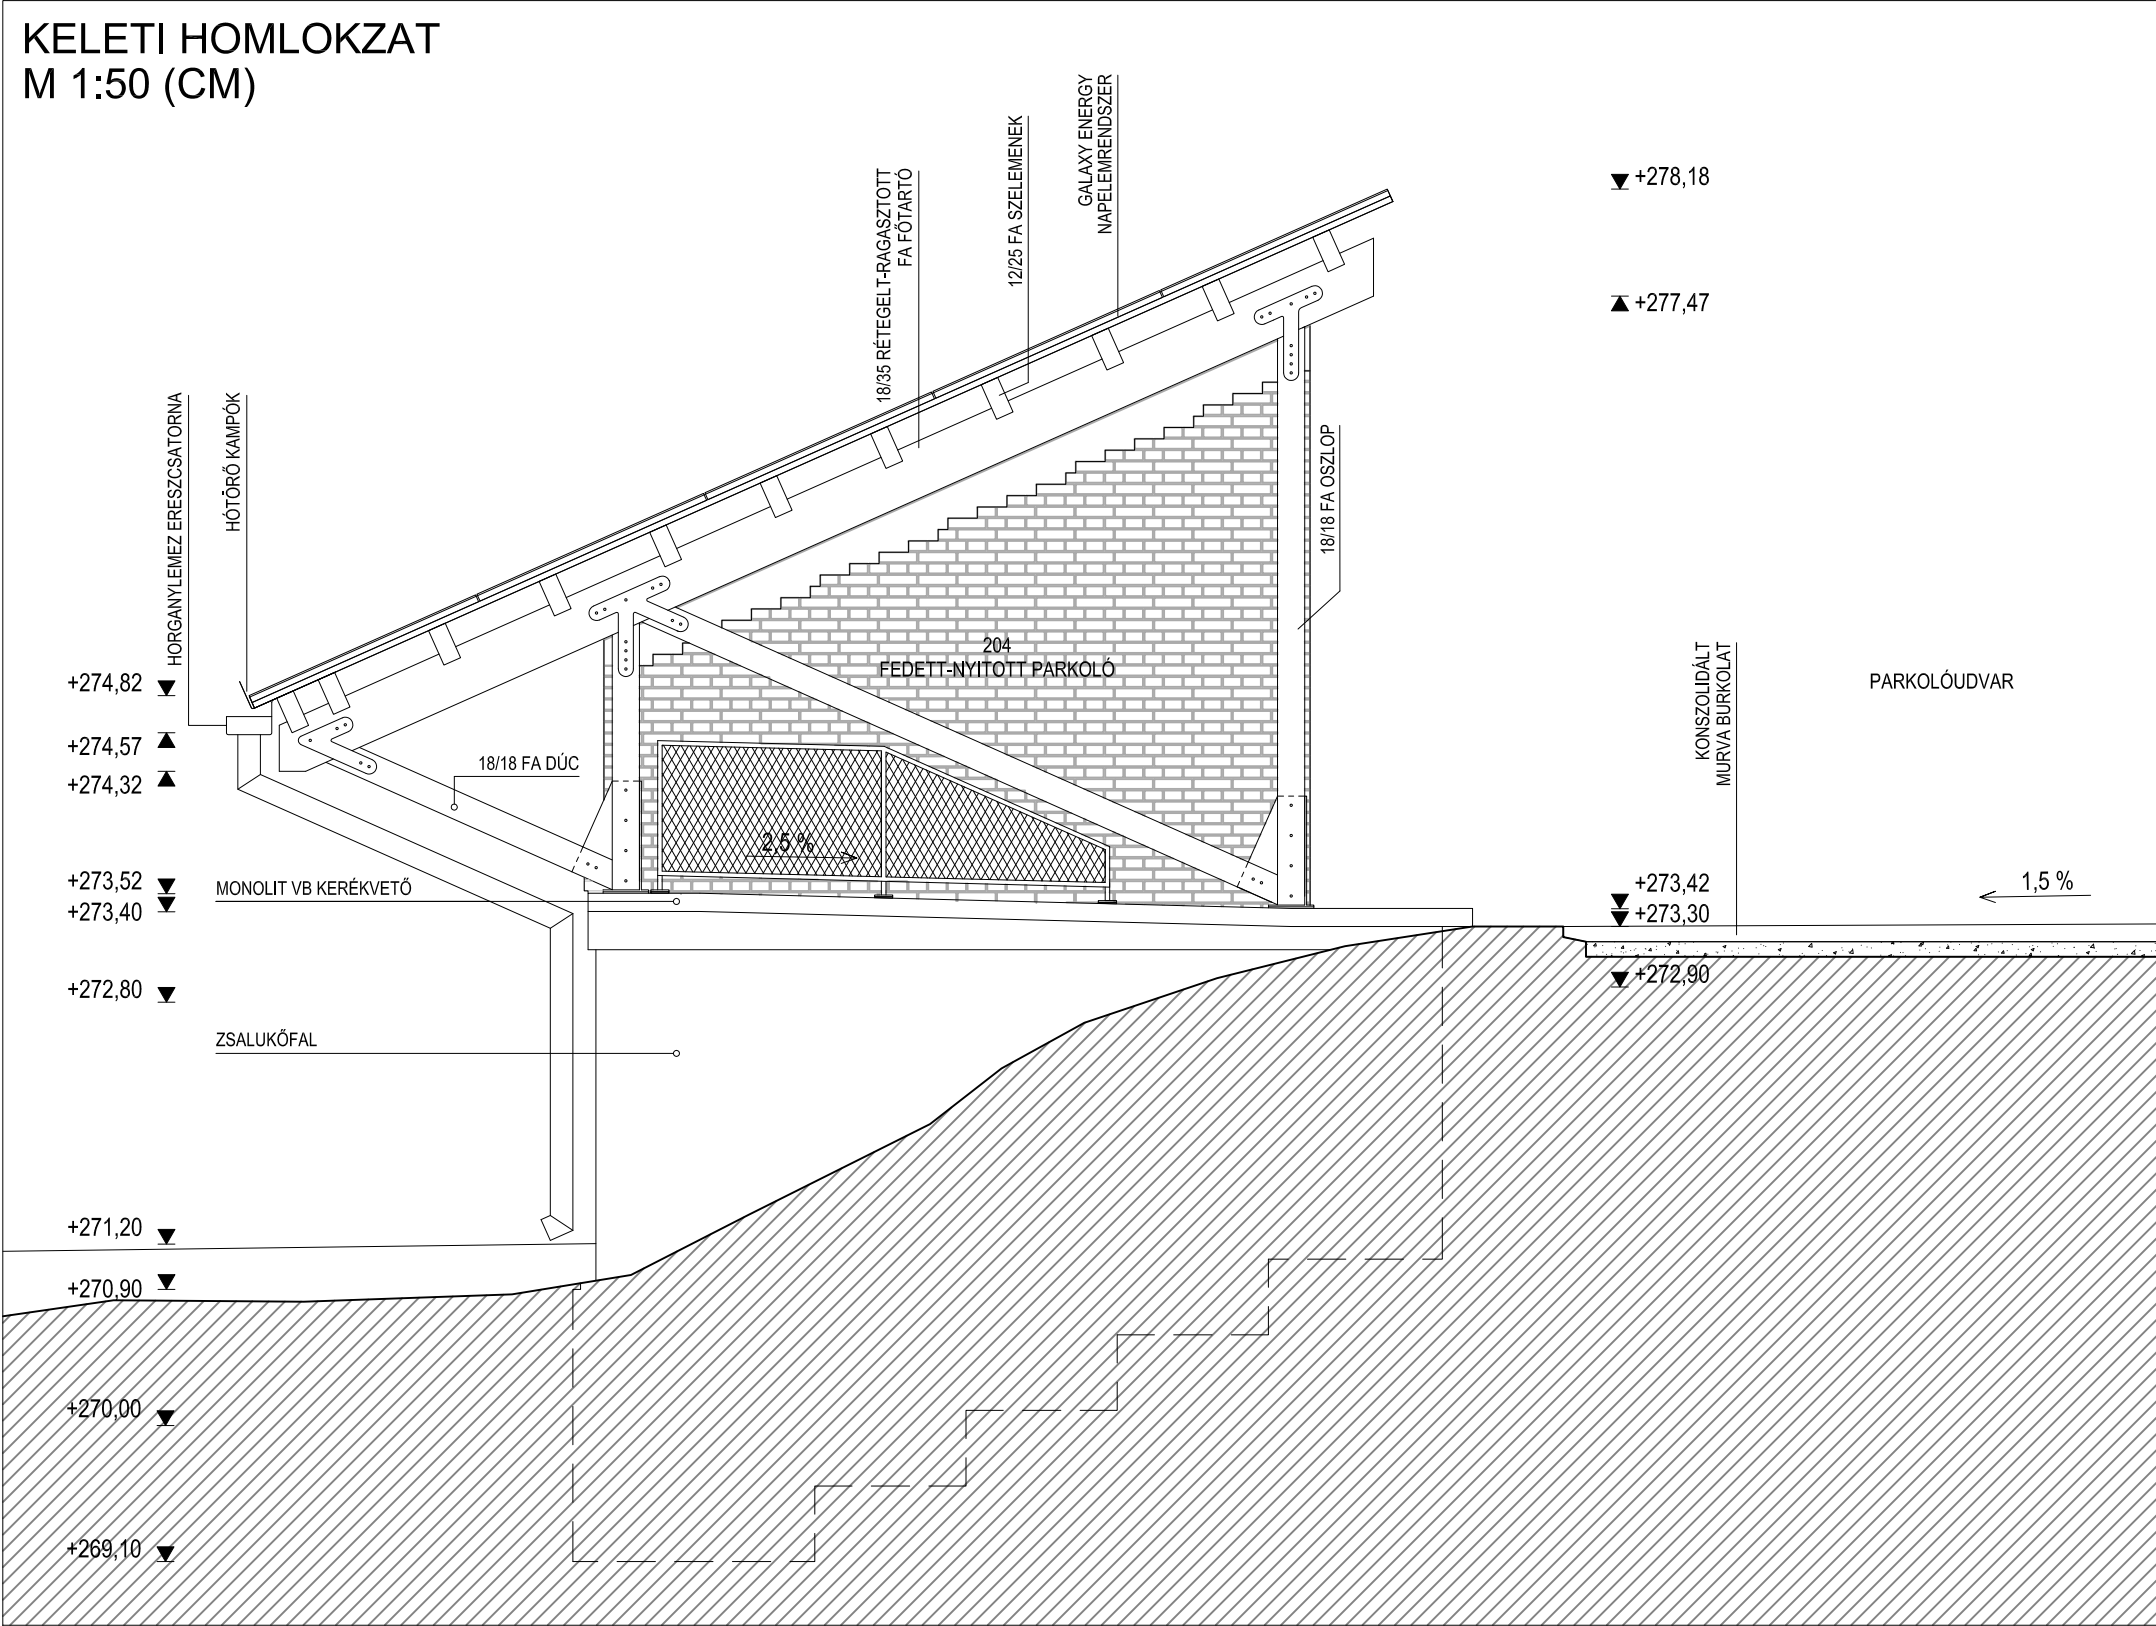 KELETI HOMLOKZAT
M 1:50 (CM)
HORGANYLEMEZ ERESZCSATORNA
HÓTÖRŐ KAMPÓK
18/35 RÉTEGELT-RAGASZTOTT
FA FŐTARTÓ
12/25 FA SZELEMENEK
GALAXY ENERGY
NAPELEMRENDSZER
18/18 FA OSZLOP
+278,18
+277,47
204
FEDETT-NYITOTT PARKOLÓ
KONSZOLIDÁLT
MURVA BURKOLAT
PARKOLÓUDVAR
+274,82
+274,57
+274,32
18/18 FA DÚC
2,5 %
+273,52
+273,40
MONOLIT VB KERÉKVETŐ
+273,42
+273,30
1,5 %
+272,90
+272,80
ZSALUKŐFAL
+271,20
+270,90
+270,00
+269,10